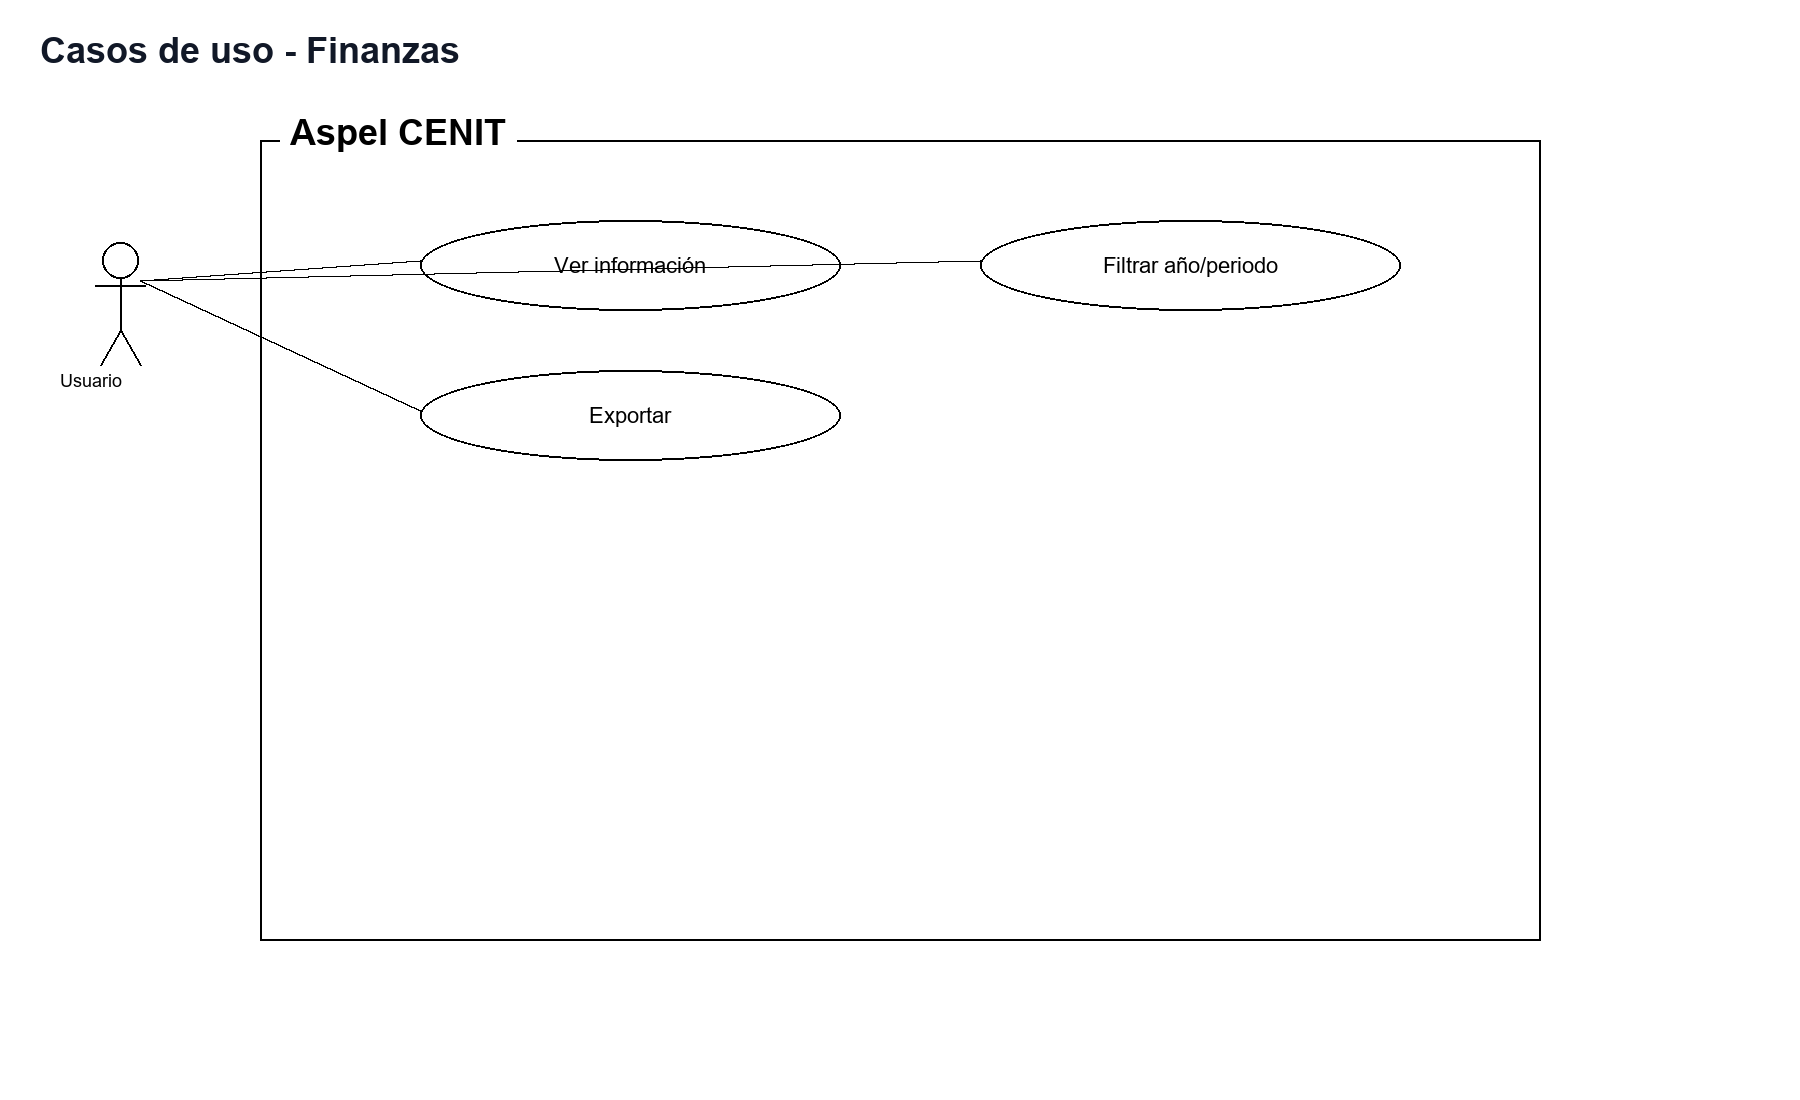 Casos de uso - Finanzas
Aspel CENIT
Ver información
Filtrar año/periodo
Usuario
Exportar